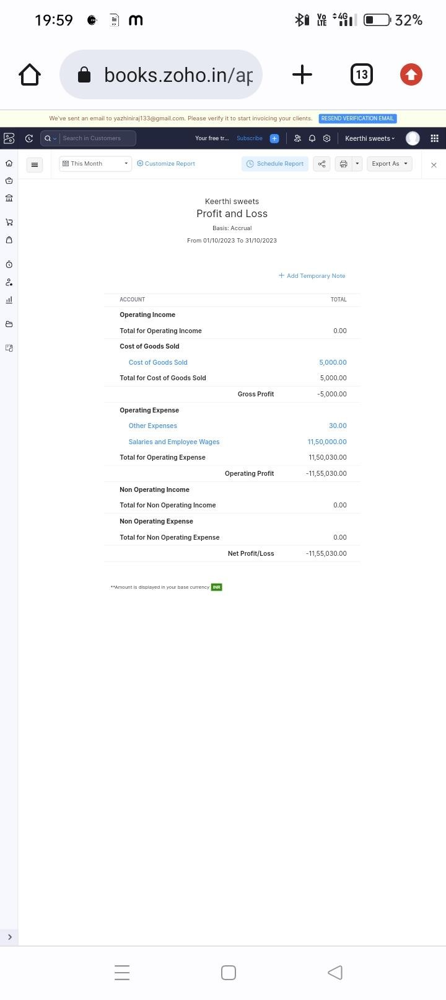 19:59 m Vo LTE 4G 32%
books.zoho.in/ap 13
We've sent an email to yazhiniraj133@gmail.com. Please verify it to start invoicing your clients. RESEND VERIFICATION EMAIL
Search in Customers Your free tr... Subscribe + Keerthi sweets
This Month Customize Report Schedule Report Export As
Keerthi sweets
Profit and Loss
Basis: Accrual
From 01/10/2023 To 31/10/2023
+ Add Temporary Note
ACCOUNT TOTAL
Operating Income
Total for Operating Income 0.00
Cost of Goods Sold
Cost of Goods Sold 5,000.00
Total for Cost of Goods Sold 5,000.00
Gross Profit -5,000.00
Operating Expense
Other Expenses 30.00
Salaries and Employee Wages 11,50,000.00
Total for Operating Expense 11,50,030.00
Operating Profit -11,55,030.00
Non Operating Income
Total for Non Operating Income 0.00
Non Operating Expense
Total for Non Operating Expense 0.00
Net Profit/Loss -11,55,030.00
**Amount is displayed in your base currency INR